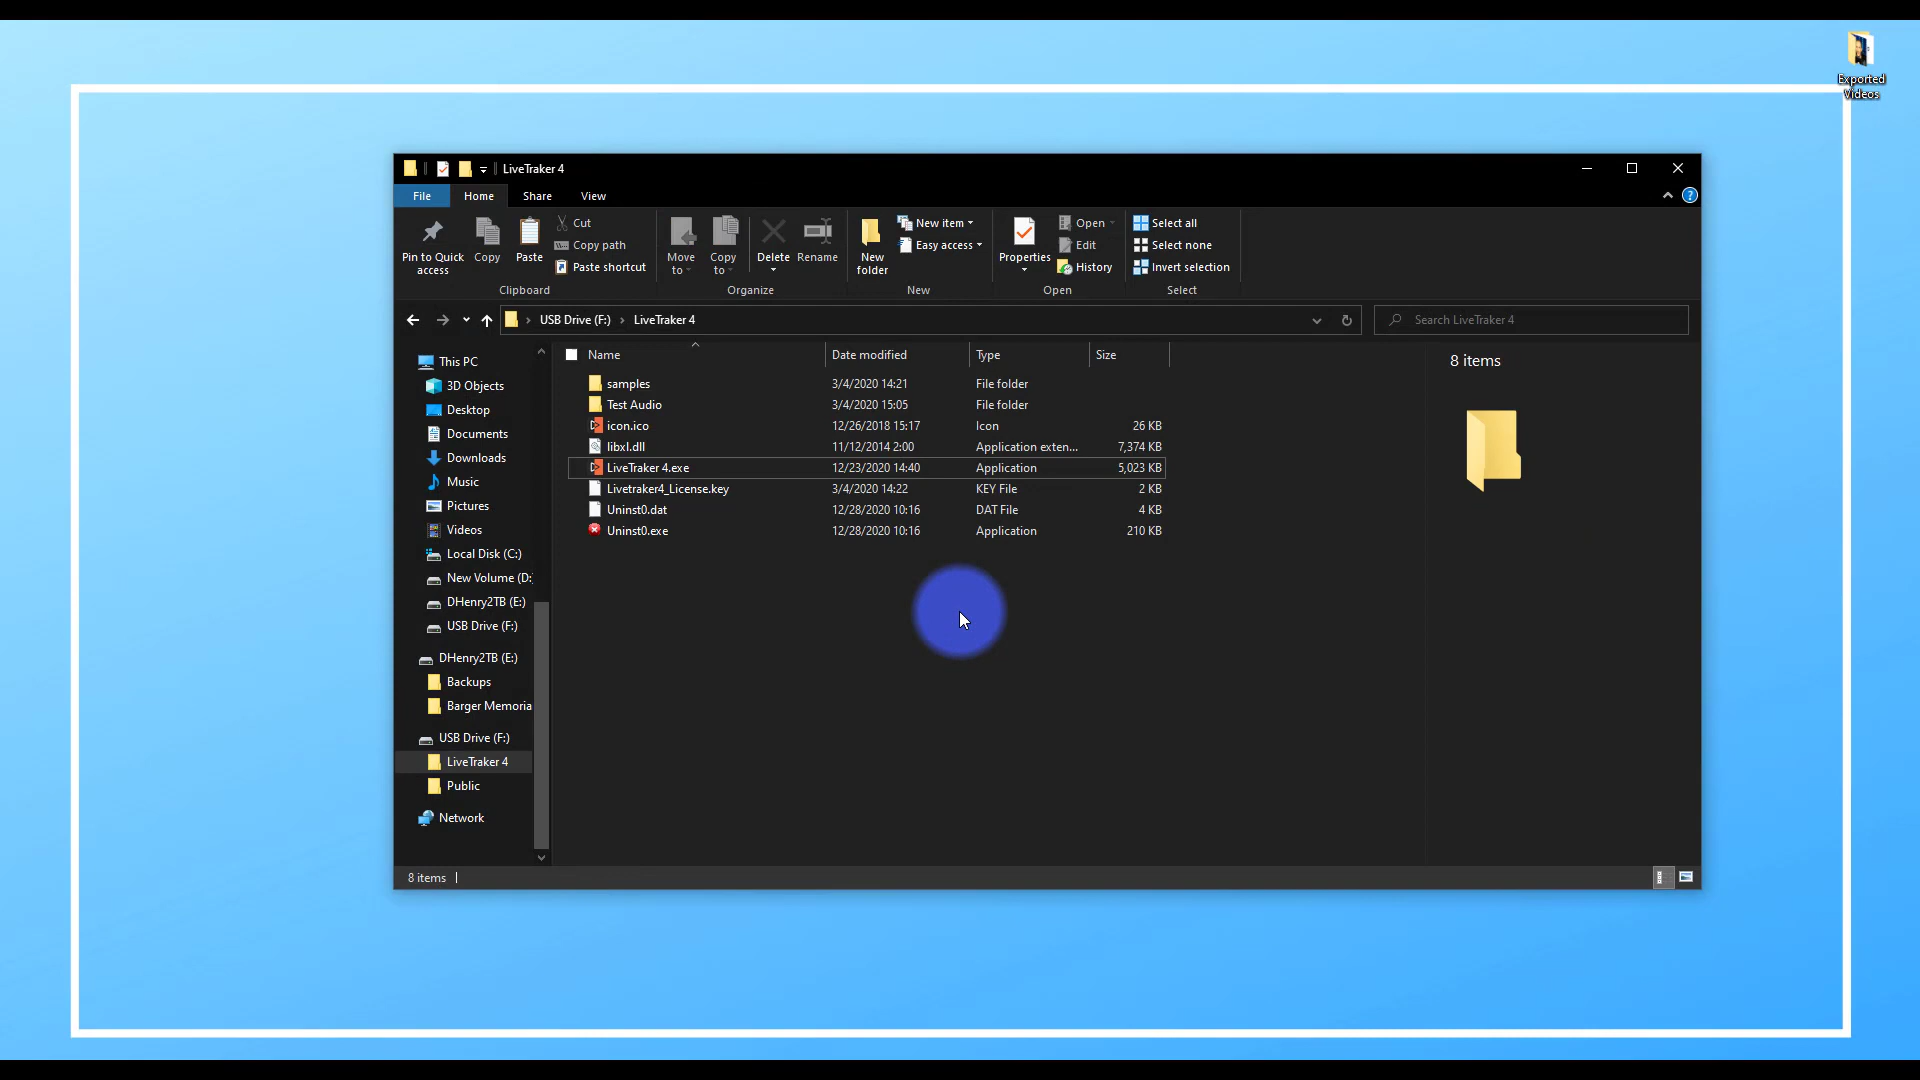 Exported
Videos
LiveTraker 4
File Home Share View
Pin to Quick
access
Copy
Paste
Cut
Copy path
Paste shortcut
Clipboard
Move
to
Copy
to
Delete
Rename
Organize
New
folder
New item
Easy access
New
Properties
Open
Edit
History
Open
Select all
Select none
Invert selection
Select
USB Drive (F:) LiveTraker 4
Search LiveTraker 4
This PC
3D Objects
Desktop
Documents
Downloads
Music
Pictures
Videos
Local Disk (C:)
New Volume (D:)
DHenry2TB (E:)
USB Drive (F:)
DHenry2TB (E:)
Backups
Barger Memoria
USB Drive (F:)
LiveTraker 4
Public
Network
Name Date modified Type Size
samples 3/4/2020 14:21 File folder
Test Audio 3/4/2020 15:05 File folder
icon.ico 12/26/2018 15:17 Icon 26 KB
libxl.dll 11/12/2014 2:00 Application exten... 7,374 KB
LiveTraker 4.exe 12/23/2020 14:40 Application 5,023 KB
Livetraker4_License.key 3/4/2020 14:22 KEY File 2 KB
Uninst0.dat 12/28/2020 10:16 DAT File 4 KB
Uninst0.exe 12/28/2020 10:16 Application 210 KB
8 items
8 items